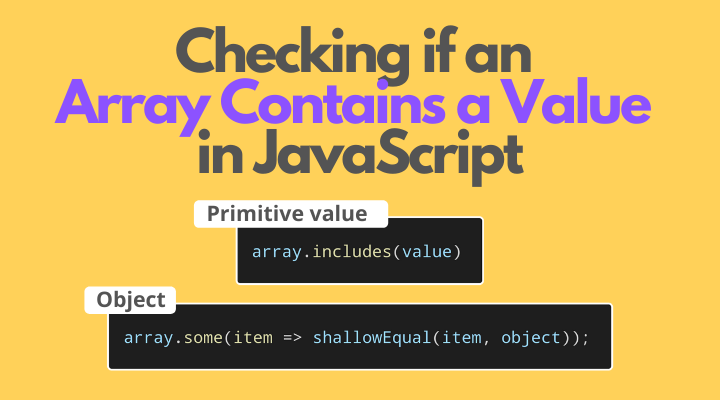 Checking if an
Array Contains a Value
in JavaScript
Primitive value
array.includes(value)
Object
array.some(item => shallowEqual(item, object));